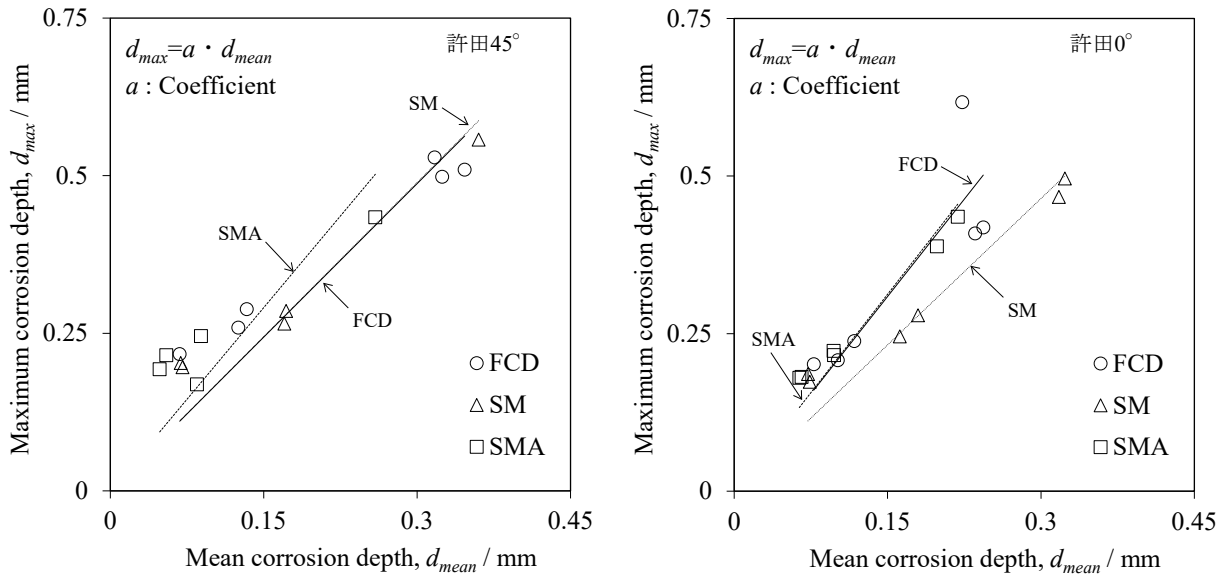 0.75
d_max=a・d_mean
a : Coefficient
許田45°
SM
0.5
SMA
FCD
0.25
FCD
SM
SMA
0
0
0.15
0.3
0.45
Maximum corrosion depth, d_max / mm
Mean corrosion depth, d_mean / mm
0.75
d_max=a・d_mean
a : Coefficient
許田0°
FCD
0.5
SM
SMA
0.25
FCD
SM
SMA
0
0
0.15
0.3
0.45
Maximum corrosion depth, d_max / mm
Mean corrosion depth, d_mean / mm